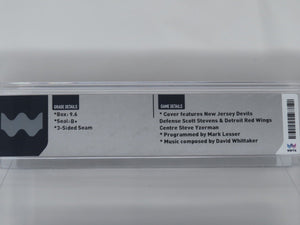 GRADE DETAILS
*Box: 9.6
*Seal: B+
*3-Sided Seam
GAME DETAILS
* Cover features New Jersey Devils
Defense Scott Stevens & Detroit Red Wings
Centre Steve Yzerman
* Programmed by Mark Lesser
* Music composed by David Whittaker
wata